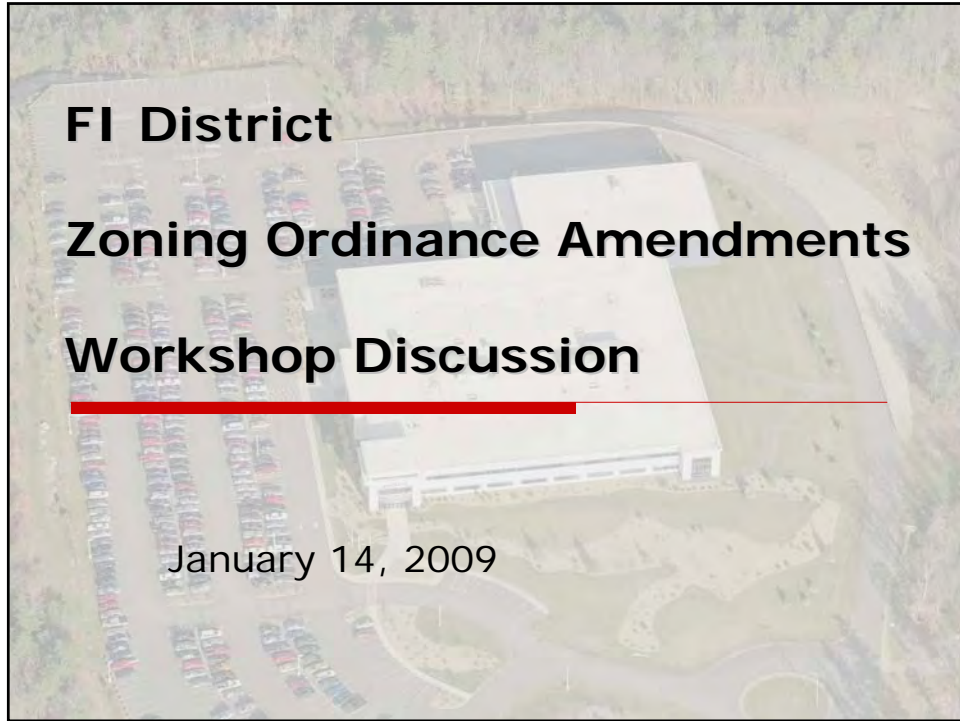 FI District
Zoning Ordinance Amendments
Workshop Discussion
January 14, 2009